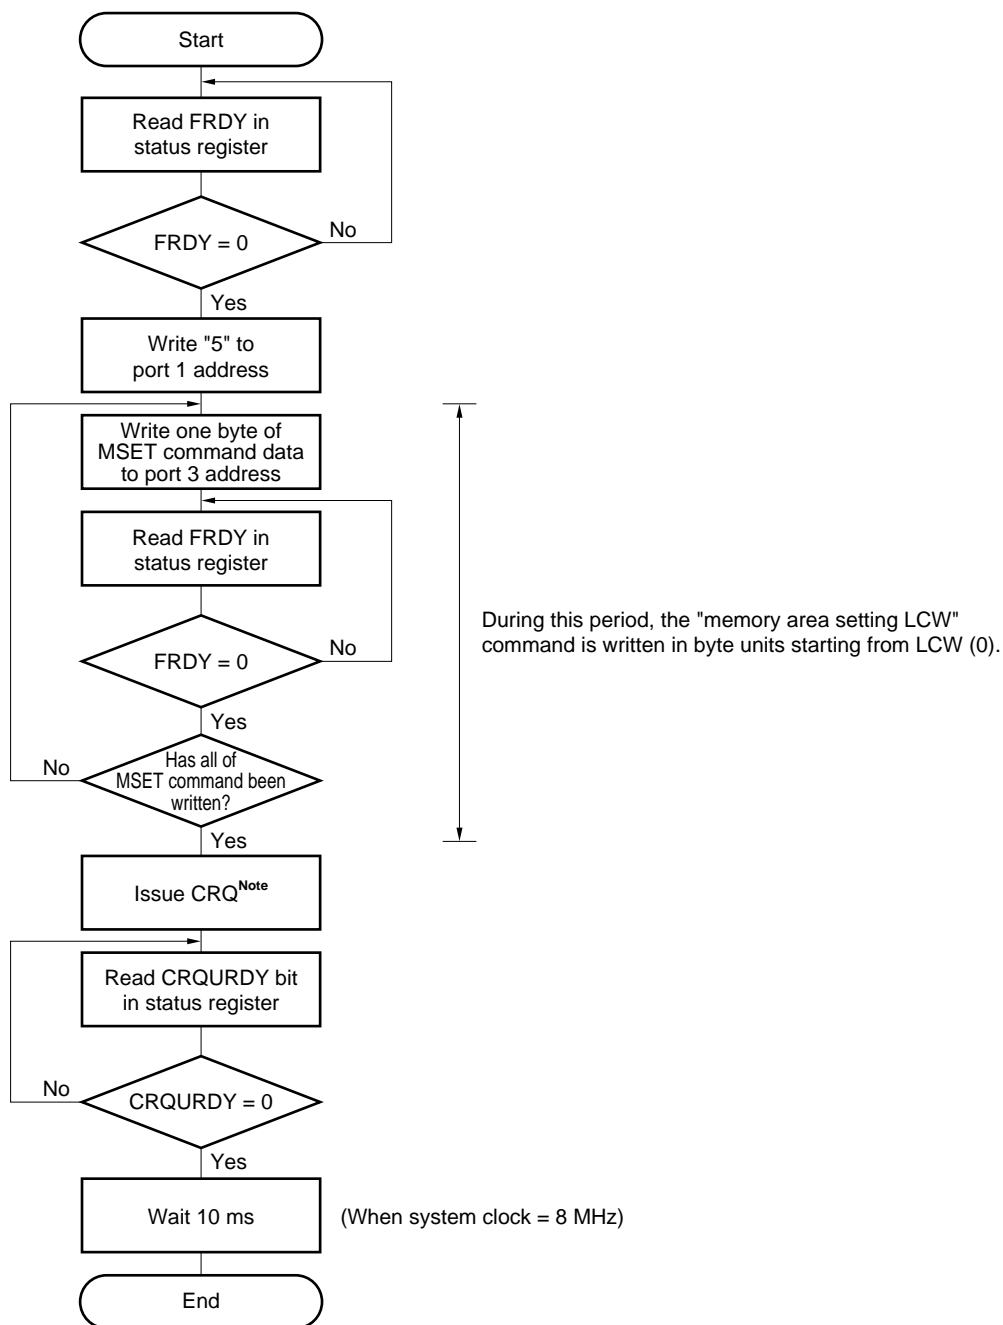 Start
Read FRDY in
status register
FRDY = 0
No
Yes
Write "5" to
port 1 address
Write one byte of
MSET command data
to port 3 address
Read FRDY in
status register
During this period, the "memory area setting LCW"
command is written in byte units starting from LCW (0).
FRDY = 0
No
Yes
Has all of
MSET command been
written?
No
Yes
Issue CRQNote
Read CRQURDY bit
in status register
CRQURDY = 0
No
Yes
Wait 10 ms
(When system clock = 8 MHz)
End